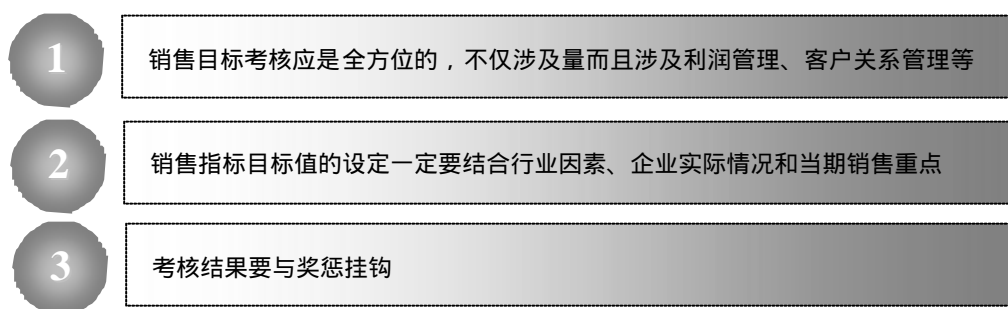 1
销售目标考核应是全方位的，不仅涉及量而且涉及利润管理、客户关系管理等
2
销售指标目标值的设定一定要结合行业因素、企业实际情况和当期销售重点
3
考核结果要与奖惩挂钩